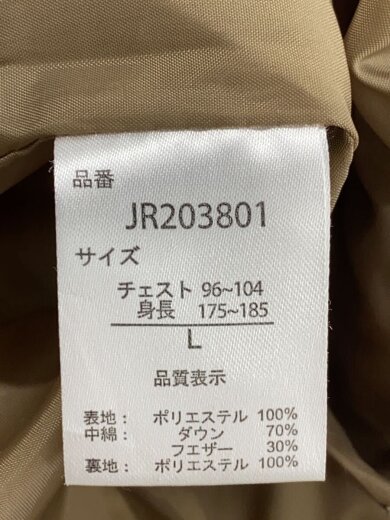 品番
JR203801
サイズ
チェスト 96~104
身長 175~185
L
品質表示
表地： ポリエステル 100%
中綿： ダウン 70%
フエザー 30%
裏地： ポリエステル 100%